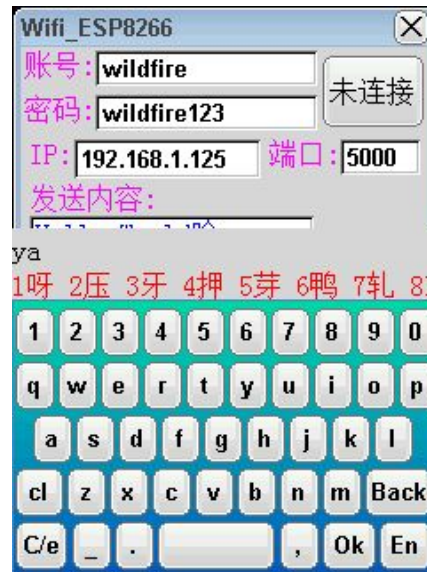 Wifi_ESP8266
账号:wildfire
密码:wildfire123
未连接
IP:192.168.1.125 端口:5000
发送内容:
ya
1呀 2压 3牙 4押 5芽 6鸭 7轧 8
1 2 3 4 5 6 7 8 9 0
q w e r t y u i o p
a s d f g h j k l
cl z x c v b n m Back
C/e _ . , Ok En